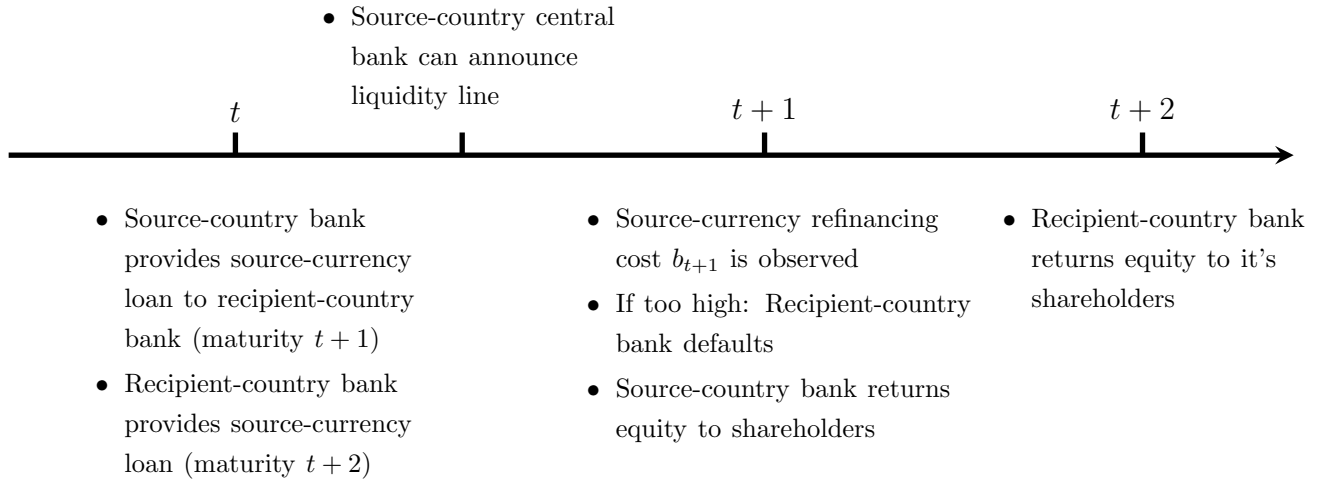 • Source-country central
bank can announce
liquidity line
t
t + 1
t + 2
• Source-country bank
provides source-currency
loan to recipient-country
bank (maturity t + 1)
• Recipient-country bank
provides source-currency
loan (maturity t + 2)
• Source-currency refinancing
cost b_{t+1} is observed
• If too high: Recipient-country
bank defaults
• Source-country bank returns
equity to shareholders
• Recipient-country bank
returns equity to it's
shareholders